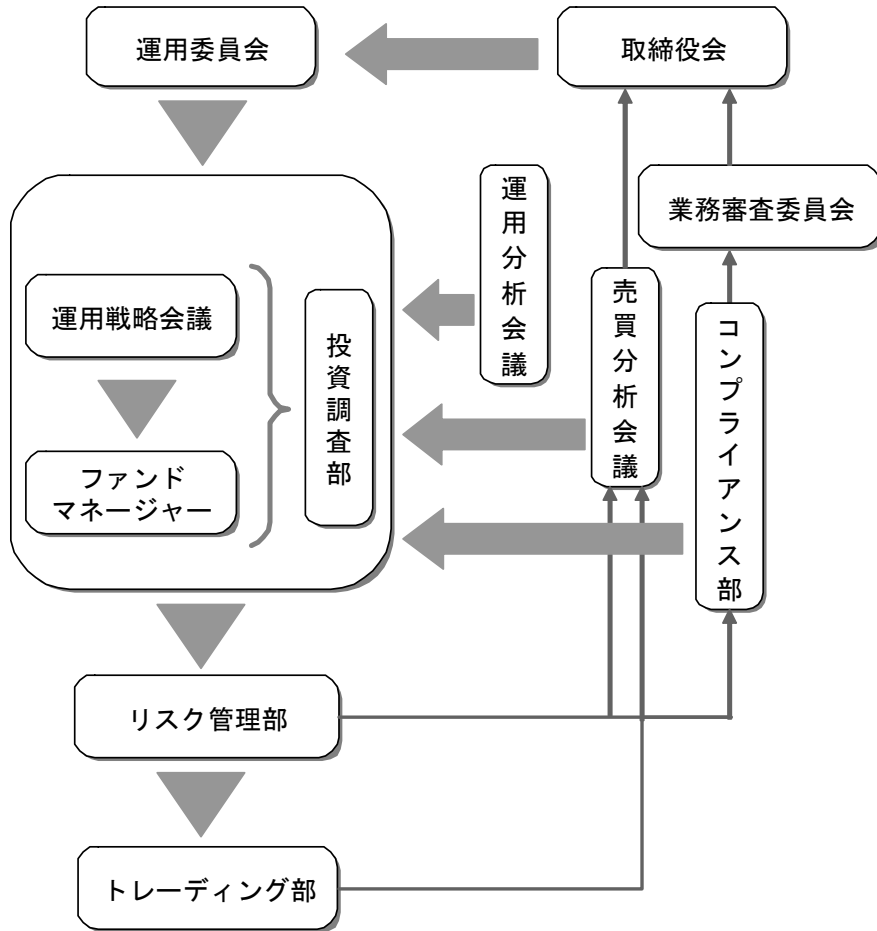 運用委員会
取締役会
運用分析会議
業務審査委員会
運用戦略会議
投資調査部
売買分析会議
コンプライアンス部
ファンド
マネージャー
リスク管理部
トレーディング部